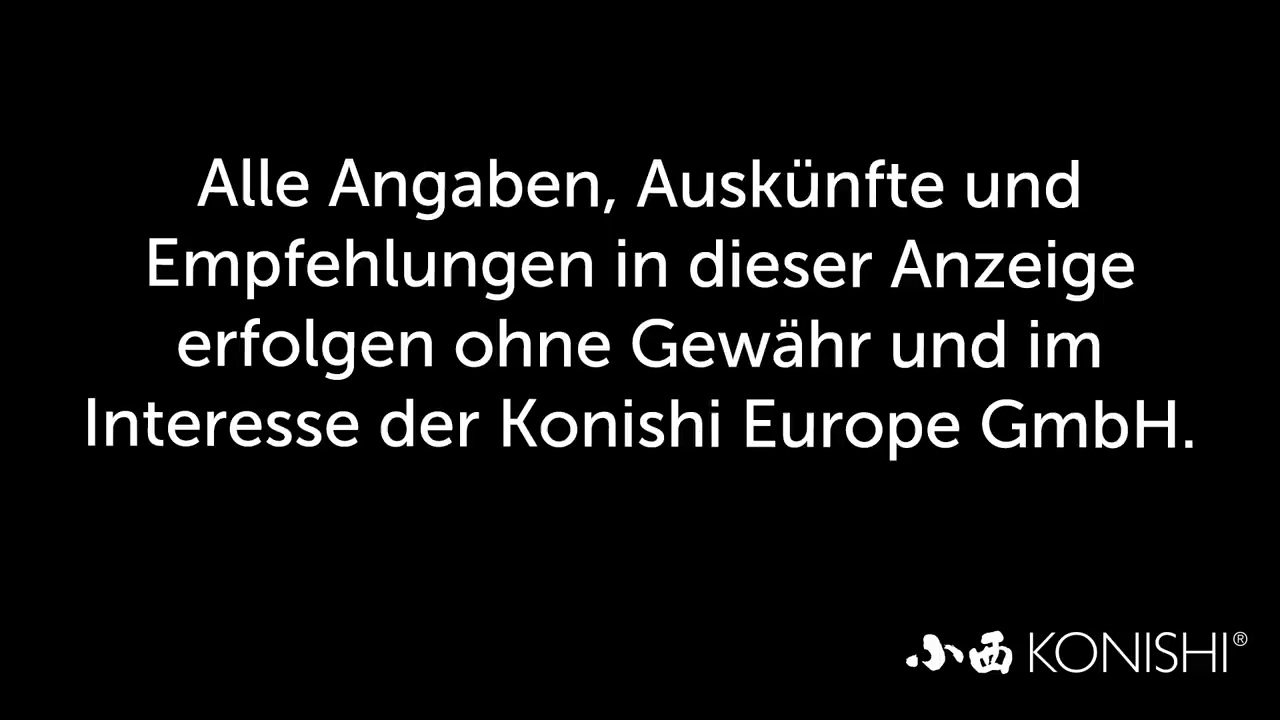 Alle Angaben, Auskünfte und
Empfehlungen in dieser Anzeige
erfolgen ohne Gewähr und im
Interesse der Konishi Europe GmbH.
小西 KONISHI®